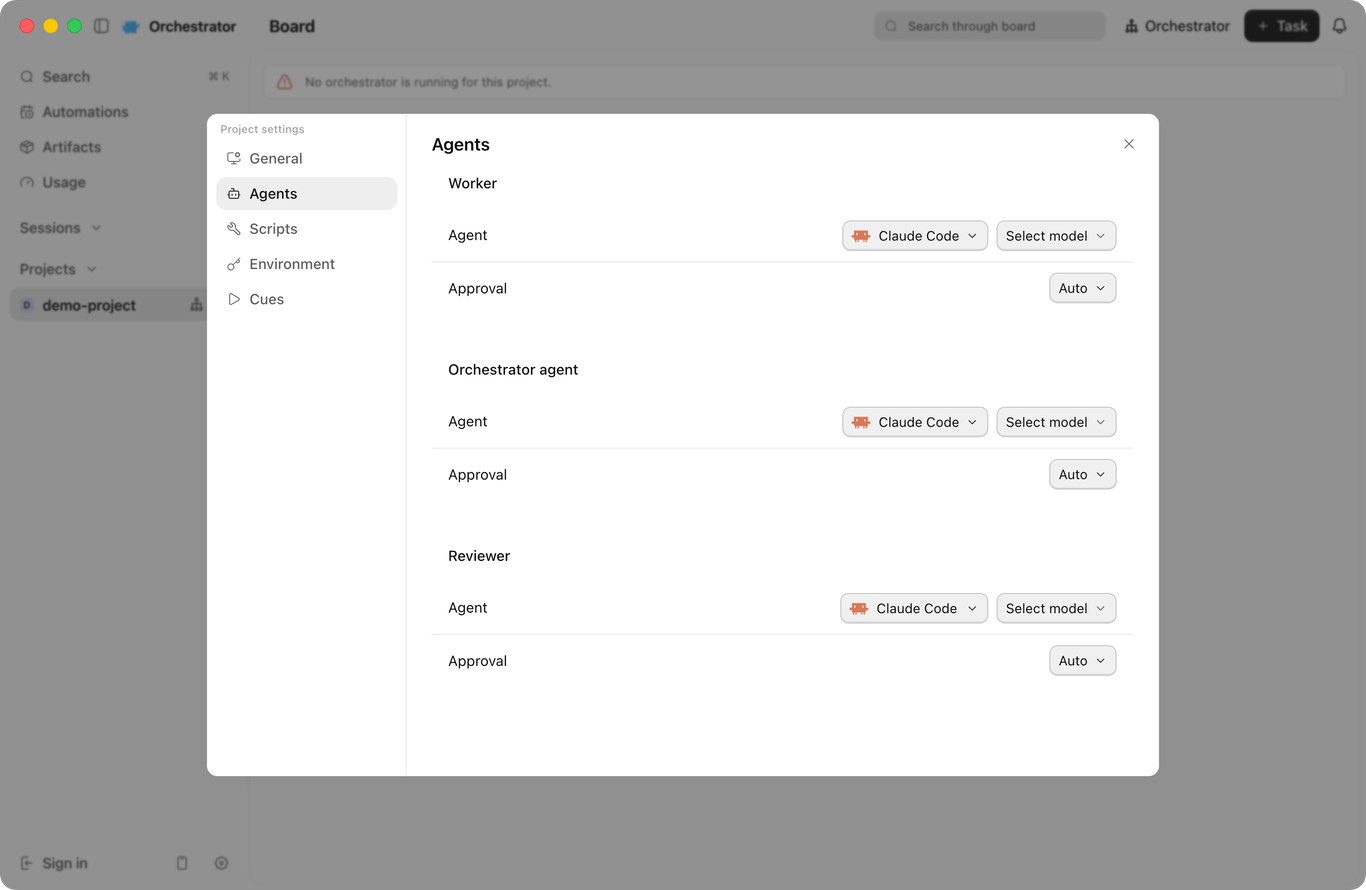 Orchestrator
Board
Search through board
Orchestrator
+ Task
Search ⌘ K
Automations
Artifacts
Usage
Sessions
Projects
D demo-project
Sign in
No orchestrator is running for this project.
Project settings
General
Agents
Scripts
Environment
Cues
Agents
Worker
Agent Claude Code Select model
Approval Auto
Orchestrator agent
Agent Claude Code Select model
Approval Auto
Reviewer
Agent Claude Code Select model
Approval Auto